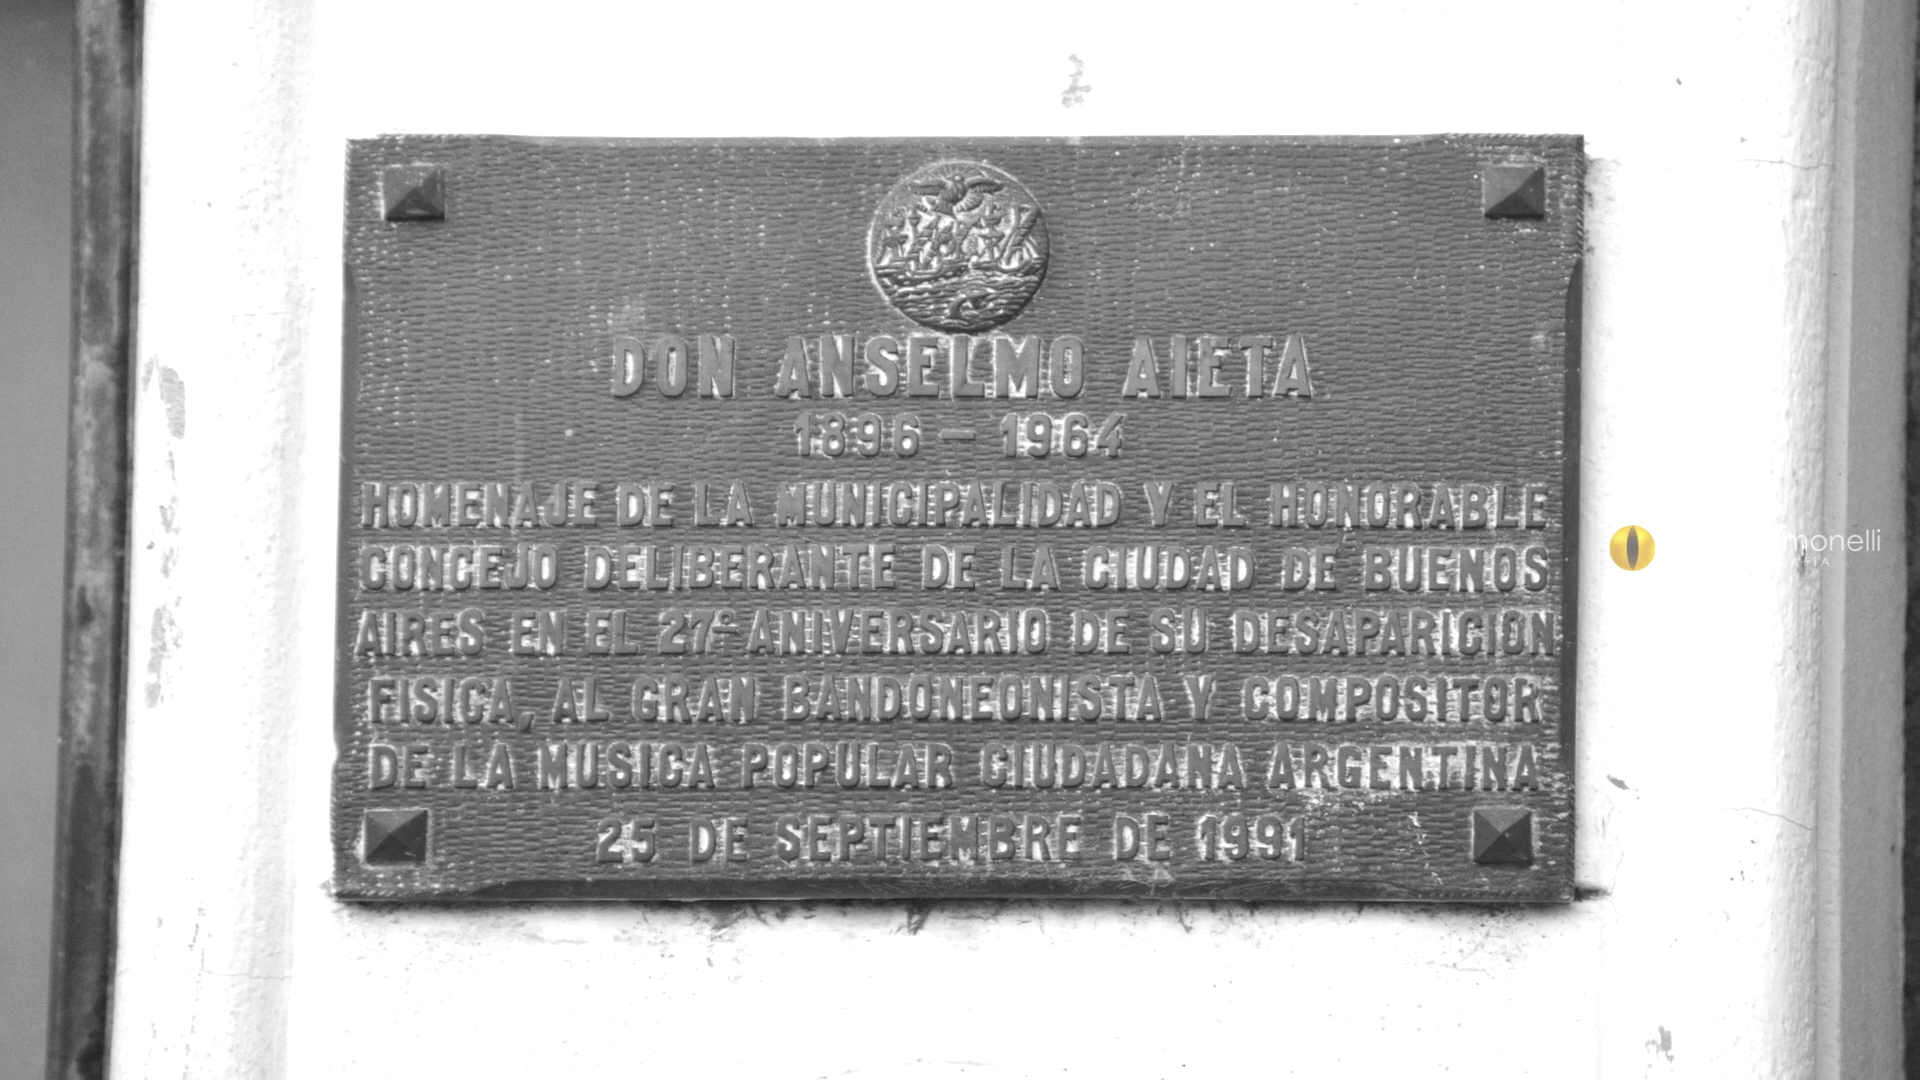 DON ANSELMO AIETA
1896 – 1964
HOMENAJE DE LA MUNICIPALIDAD Y EL HONORABLE
CONCEJO DELIBERANTE DE LA CIUDAD DE BUENOS
AIRES EN EL 27º ANIVERSARIO DE SU DESAPARICION
FISICA, AL GRAN BANDONEONISTA Y COMPOSITOR
DE LA MUSICA POPULAR CIUDADANA ARGENTINA
25 DE SEPTIEMBRE DE 1991